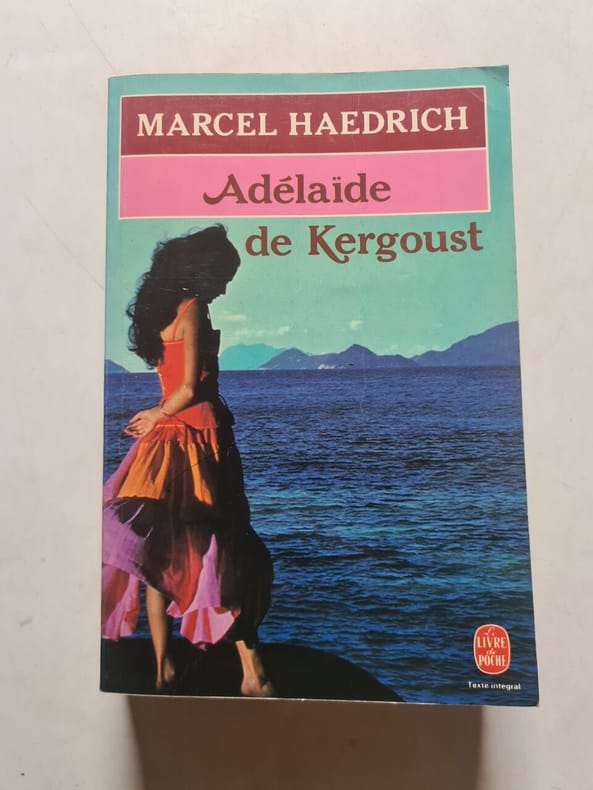 MARCEL HAEDRICH
Adélaïde
de Kergoust
Le
LIVRE
de
POCHE
Texte intégral